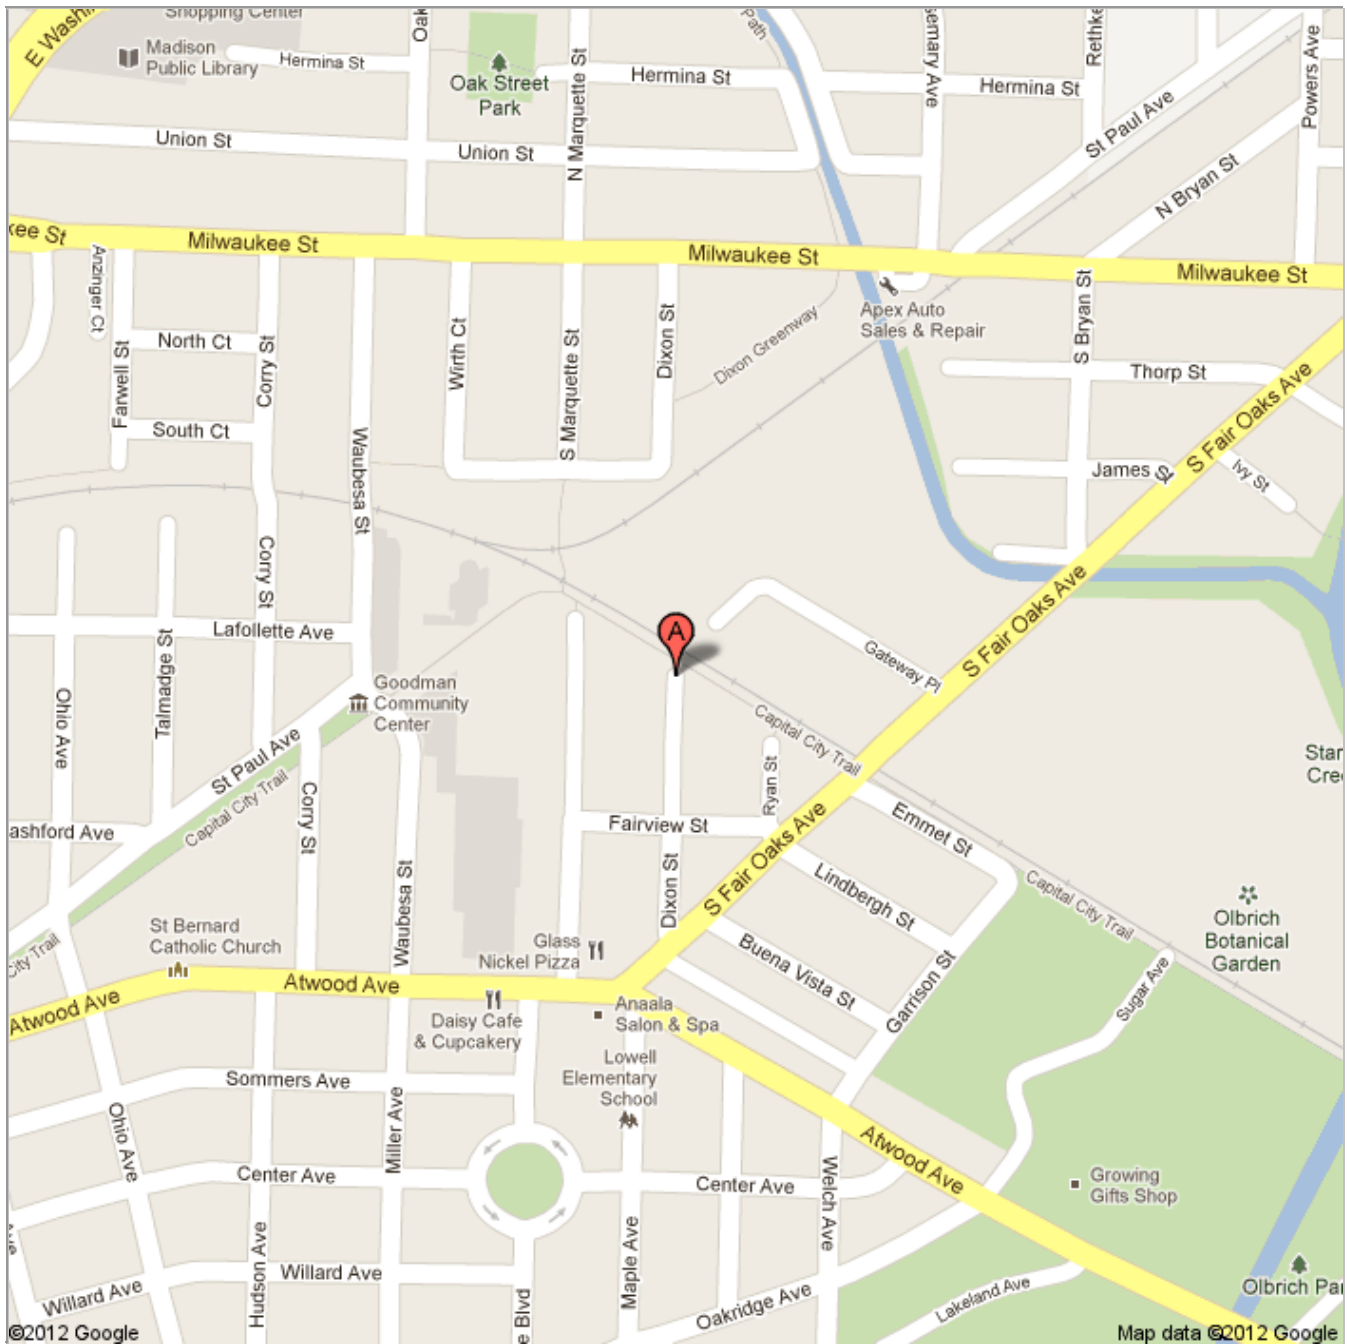 Shopping Center
E Washi
Madison
Public Library
Hermina St
Oak
Oak Street
Park
N Marquette St
Hermina St
Path
emary Ave
Hermina St
Rethke
St Paul Ave
Powers Ave
N Bryan St
Union St
Union St
kee St
Milwaukee St
Milwaukee St
Milwaukee St
Anzinger Ct
Farwell St
North Ct
South Ct
Corry St
Waubesa St
Wirth Ct
S Marquette St
Dixon St
Dixon Greenway
Apex Auto
Sales & Repair
S Bryan St
Thorp St
S Fair Oaks Ave
James St
Ivy St
Corry St
Lafollette Ave
Talmadge St
Ohio Ave
A
Gateway Pl
S Fair Oaks Ave
Goodman
Community
Center
St Paul Ave
Capital City Trail
Capital City Trail
Ryan St
Star
Cree
ashford Ave
Corry St
Waubesa St
Fairview St
Dixon St
S Fair Oaks Ave
Emmet St
Lindbergh St
Buena Vista St
Garrison St
Capital City Trail
Olbrich
Botanical
Garden
Sugar Ave
St Bernard
Catholic Church
City Trail
Glass
Nickel Pizza
Atwood Ave
Atwood Ave
Daisy Cafe
& Cupcakery
Anaala
Salon & Spa
Lowell
Elementary
School
Sommers Ave
Ohio Ave
Miller Ave
Atwood Ave
Center Ave
Center Ave
Welch Ave
Growing
Gifts Shop
Hudson Ave
Willard Ave
Willard Ave
e Blvd
Maple Ave
Oakridge Ave
Lakeland Ave
Olbrich Par
©2012 Google
Map data ©2012 Google